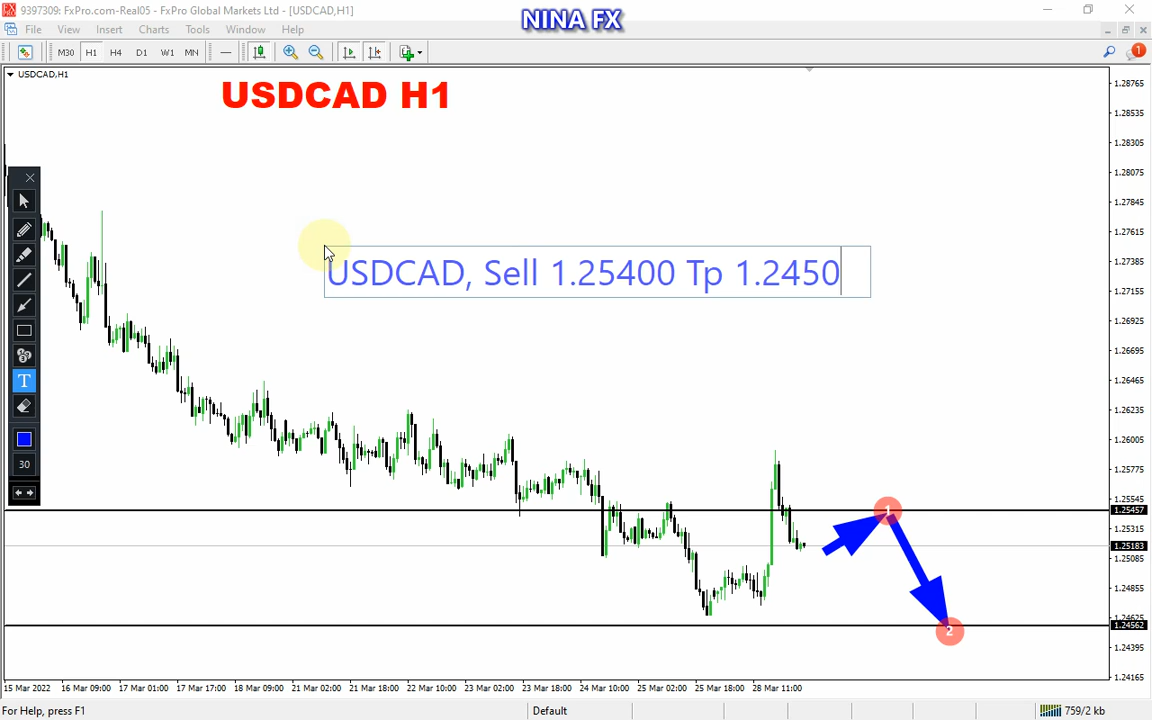 9397309: FxPro.com-Real05 - FxPro Global Markets Ltd - [USDCAD,H1]
NINA FX
File View Insert Charts Tools Window Help
M30 H1 H4 D1 W1 MN
1
USDCAD,H1
USDCAD H1
1.28765
1.28535
1.28305
1.28075
1.27845
1.27615
1.27385
1.27155
1.26925
1.26695
1.26465
1.26235
1.26005
1.25775
1.25545
1.25457
1.25315
1.25183
1.25085
1.24855
1.24625
1.24562
1.24395
1.24165
USDCAD, Sell 1.25400 Tp 1.2450
T
30
1
2
15 Mar 2022 16 Mar 09:00 17 Mar 01:00 17 Mar 17:00 18 Mar 09:00 21 Mar 02:00 21 Mar 18:00 22 Mar 10:00 23 Mar 02:00 23 Mar 18:00 24 Mar 10:00 25 Mar 02:00 25 Mar 18:00 28 Mar 11:00
For Help, press F1 Default 759/2 kb